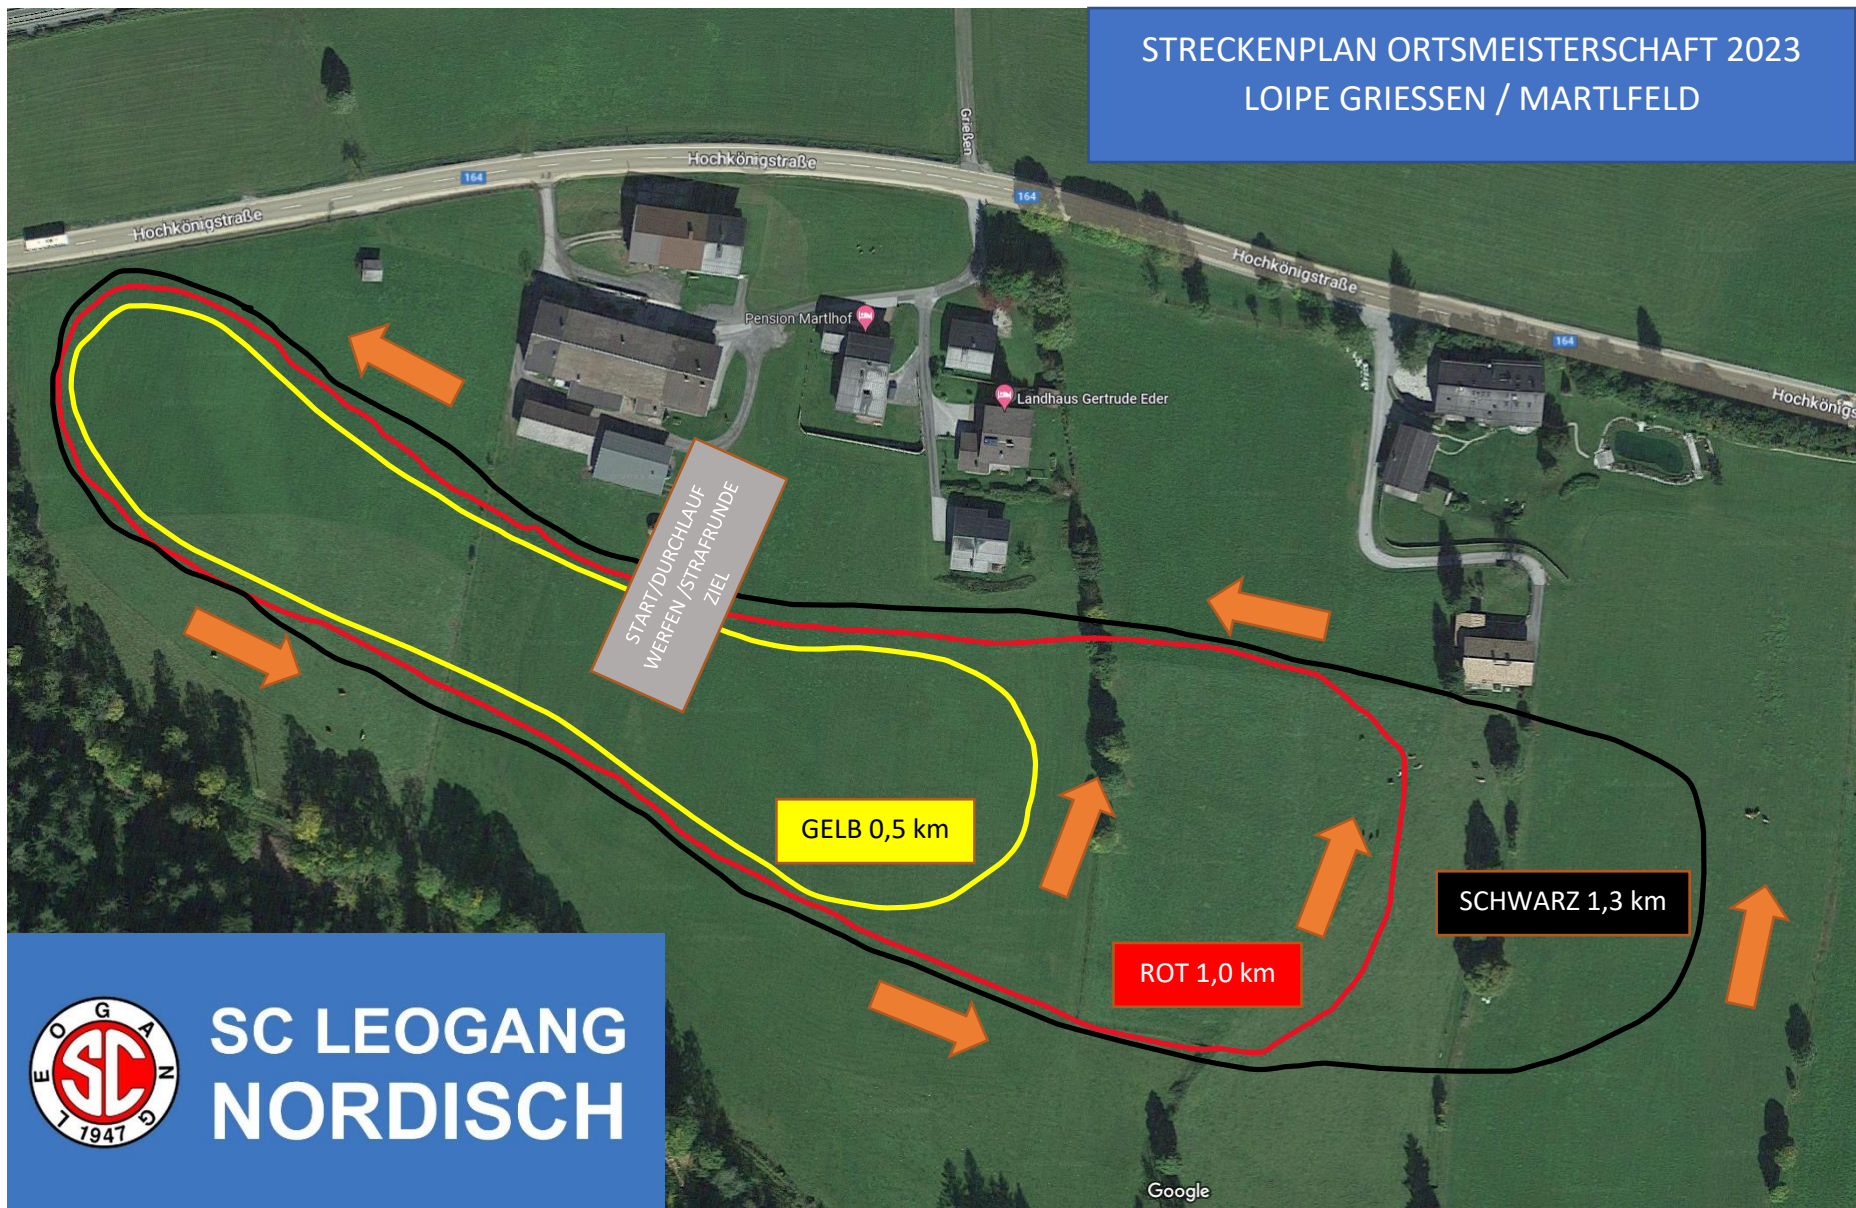 STRECKENPLAN ORTSMEISTERSCHAFT 2023
LOIPE GRIESSEN / MARTLFELD
Grießen
Hochkönigstraße
164
164
Hochkönigstraße
Hochkönigstraße
Pension Martlhof
164
Landhaus Gertrude Eder
Hochkönigs
START/DURCHLAUF
WERFEN /STRAFRUNDE
ZIEL
GELB 0,5 km
SCHWARZ 1,3 km
ROT 1,0 km
LEOGANG
SC
1947
SC LEOGANG
NORDISCH
Google